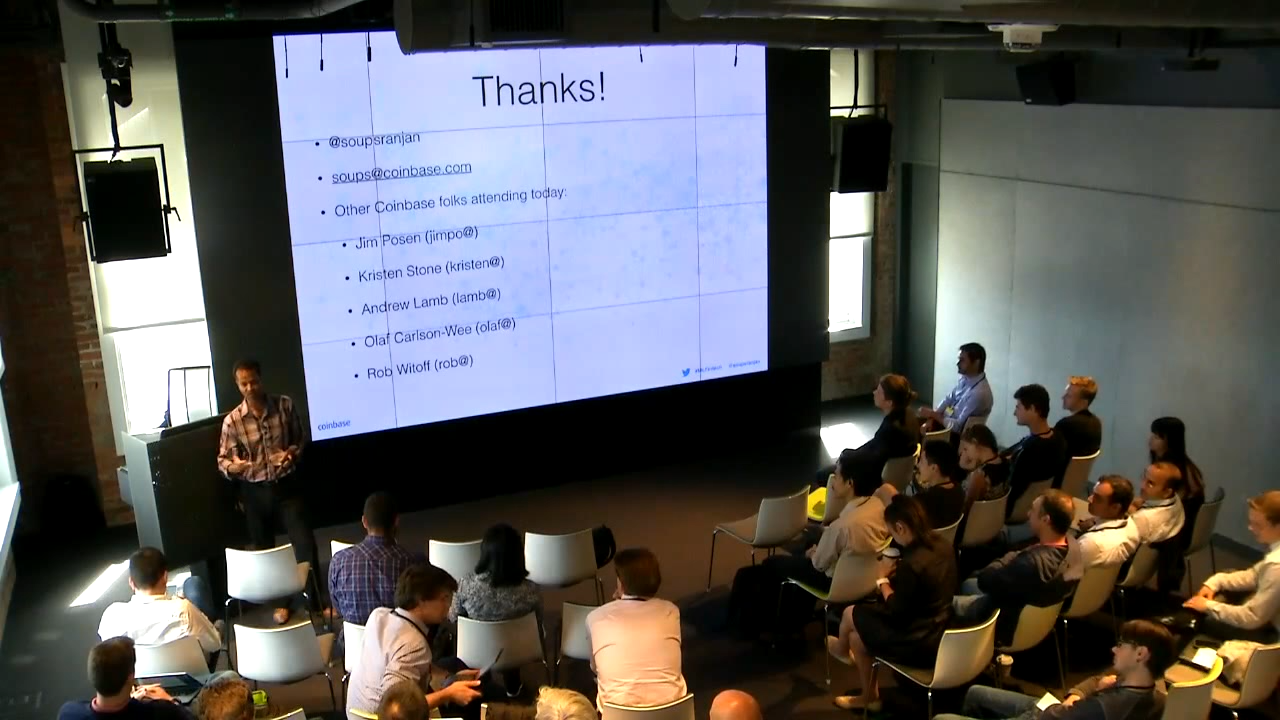 Thanks!
@soupsranjan
soups@coinbase.com
Other Coinbase folks attending today:
Jim Posen (jimpo@)
Kristen Stone (kristen@)
Andrew Lamb (lamb@)
Olaf Carlson-Wee (olaf@)
Rob Witoff (rob@)
coinbase